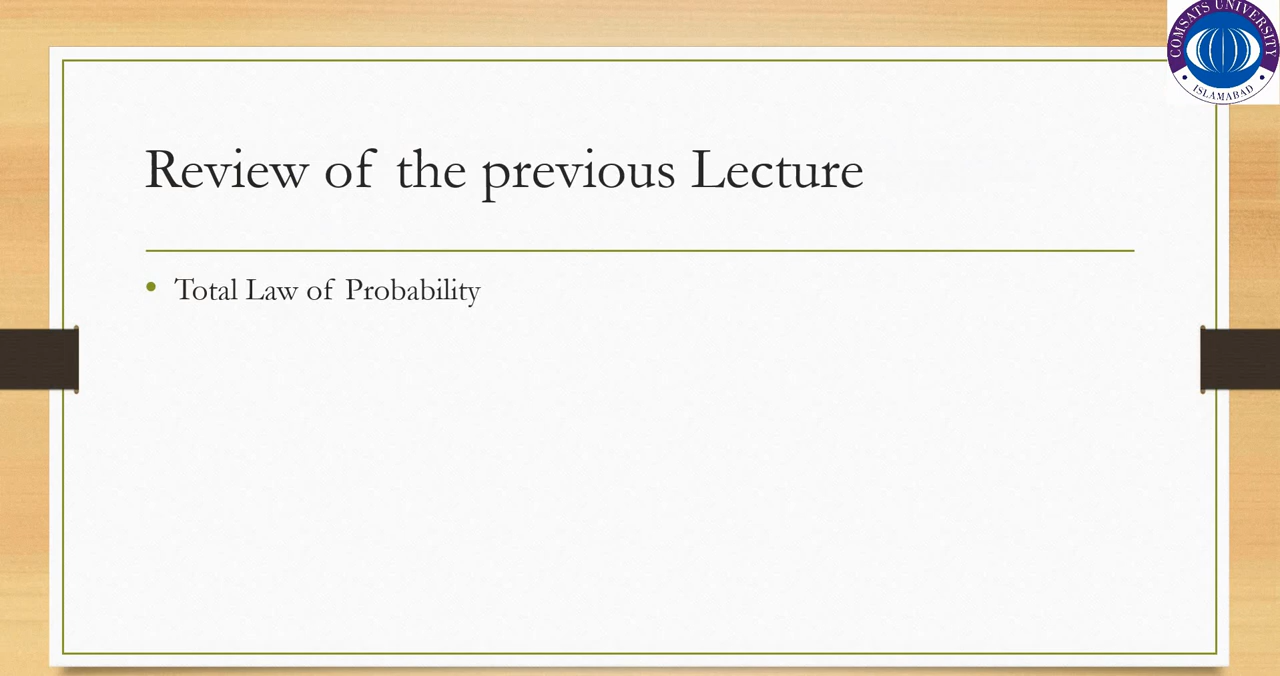 COMSATS UNIVERSITY
ISLAMABAD
Review of the previous Lecture
• Total Law of Probability